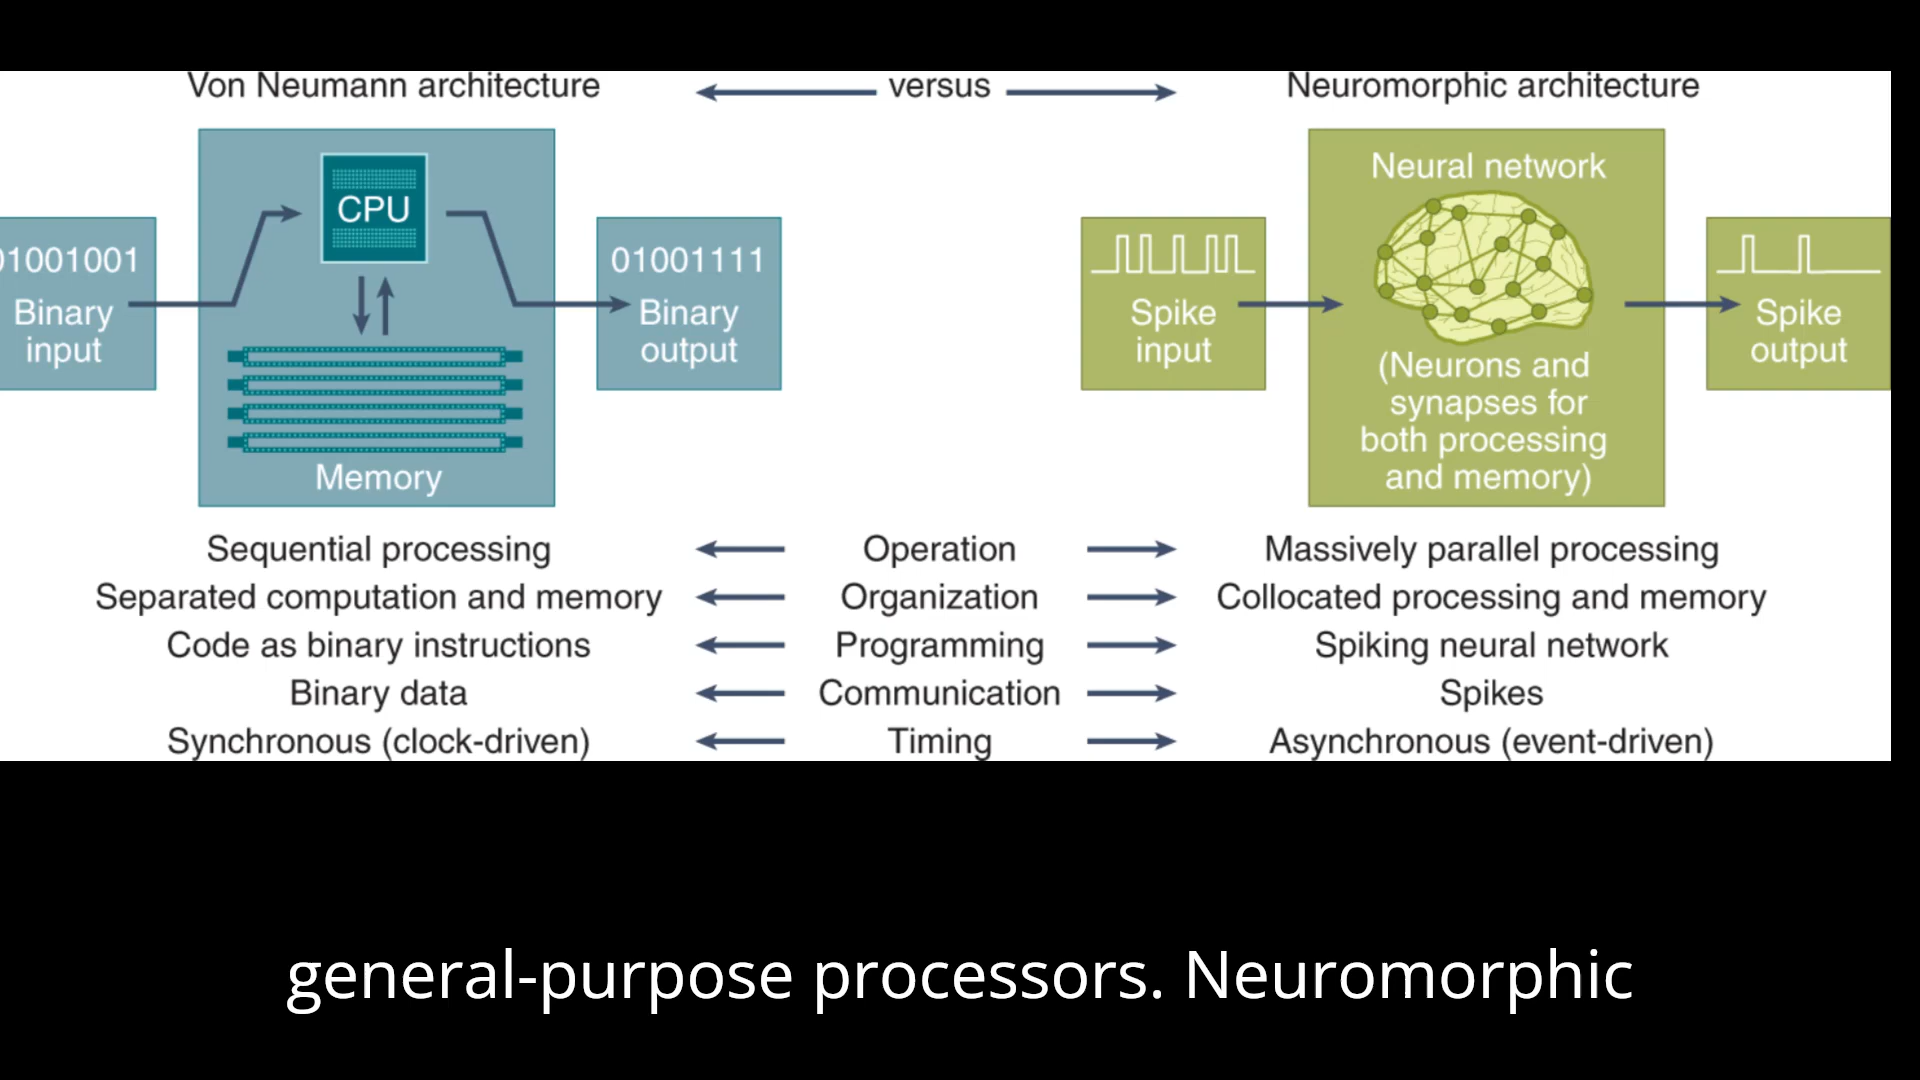 Von Neumann architecture versus Neuromorphic architecture
CPU
01001001
Binary
input
Memory
01001111
Binary
output
Spike
input
Neural network
(Neurons and
synapses for
both processing
and memory)
Spike
output
Sequential processing Operation Massively parallel processing
Separated computation and memory Organization Collocated processing and memory
Code as binary instructions Programming Spiking neural network
Binary data Communication Spikes
Synchronous (clock-driven) Timing Asynchronous (event-driven)
general-purpose processors. Neuromorphic